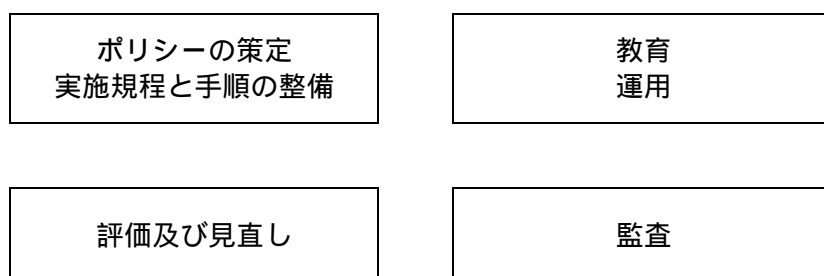 ポリシーの策定
実施規程と手順の整備
教育
運用
評価及び見直し
監査